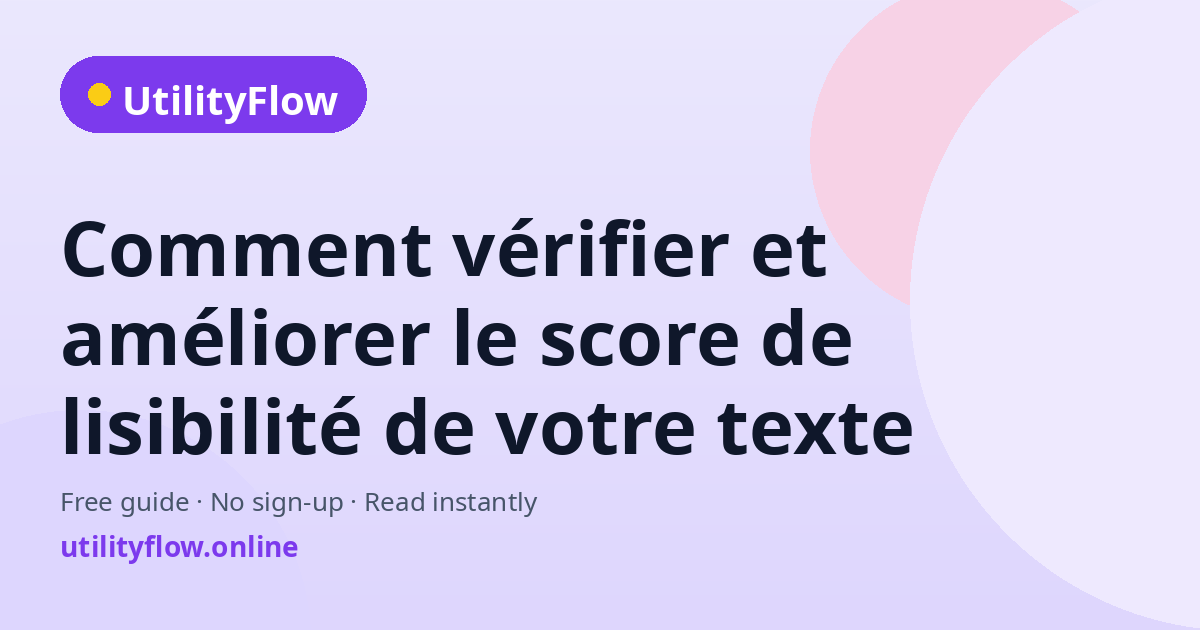 UtilityFlow
Comment vérifier et
améliorer le score de
lisibilité de votre texte
Free guide · No sign-up · Read instantly
utilityflow.online